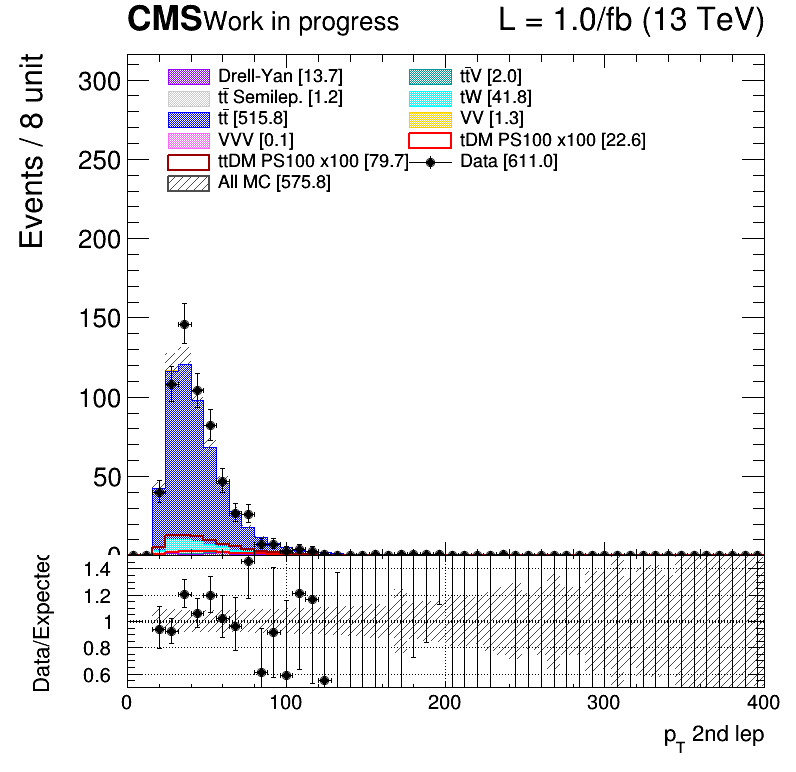 CMS Work in progress L = 1.0/fb (13 TeV)
Events / 8 unit
300
250
200
150
100
50
0
Drell-Yan [13.7]
tt̄ Semilep. [1.2]
tt̄ [515.8]
VVV [0.1]
ttDM PS100 x100 [79.7]
All MC [575.8]
tt̄V [2.0]
tW [41.8]
VV [1.3]
tDM PS100 x100 [22.6]
Data [611.0]
Data/Expected
1.4
1.2
1
0.8
0.6
0 100 200 300 400
p_T 2nd lep